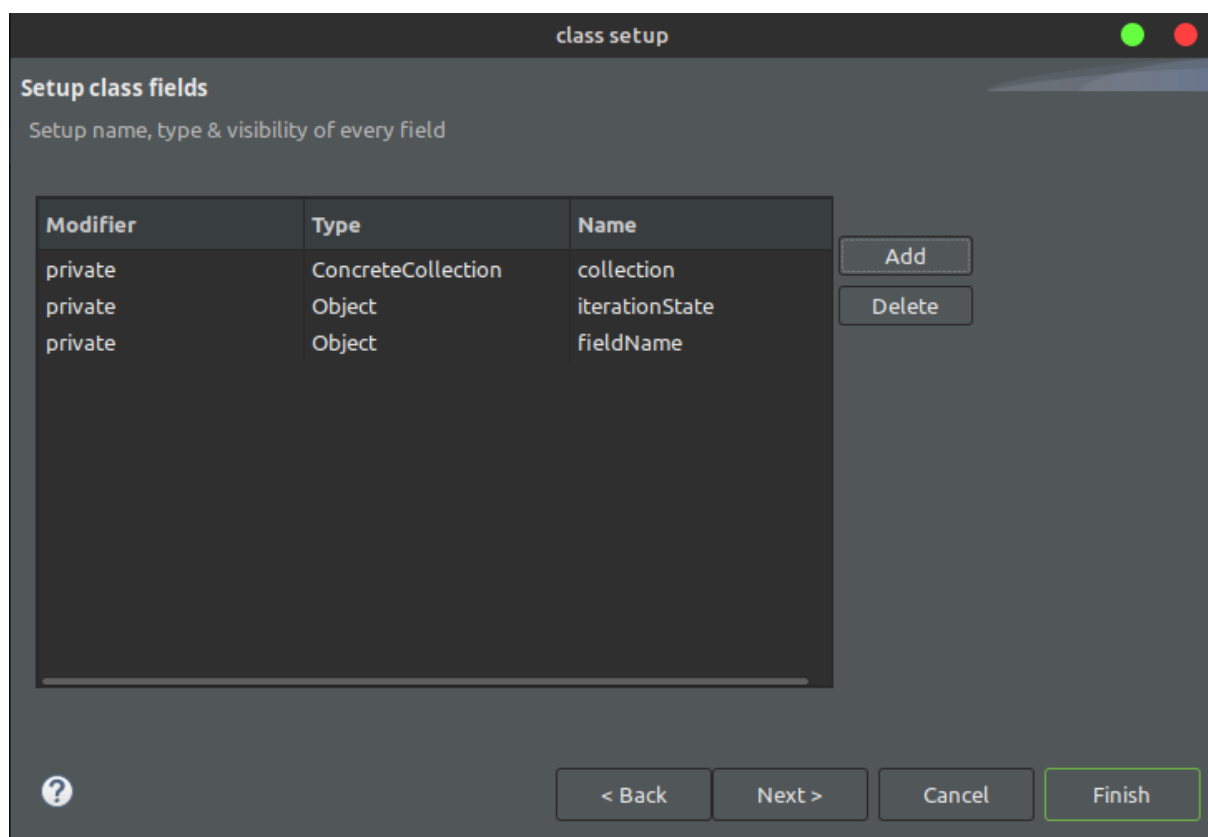 class setup
Setup class fields
Setup name, type & visibility of every field
Modifier Type Name
private ConcreteCollection collection
private Object iterationState
private Object fieldName
Add
Delete
?
< Back Next > Cancel Finish